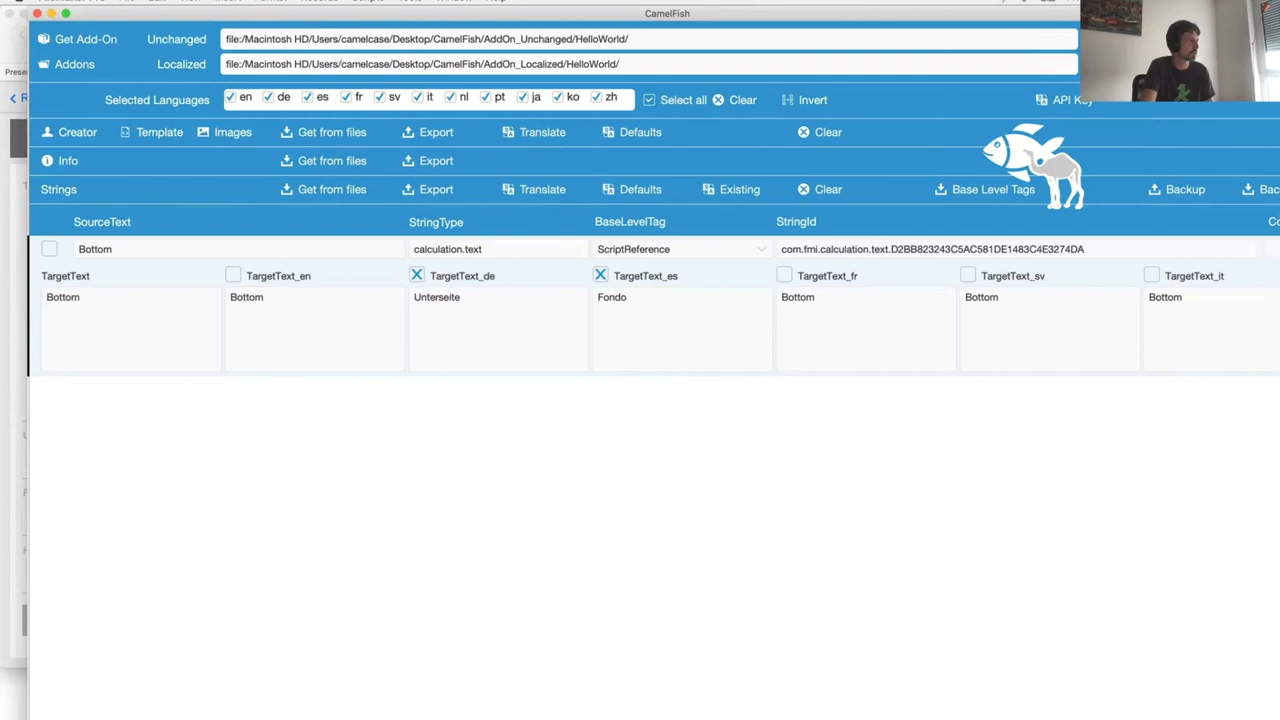 CamelFish
Get Add-On Unchanged file:/Macintosh HD/Users/camelcase/Desktop/CamelFish/AddOn_Unchanged/HelloWorld/
Addons Localized file:/Macintosh HD/Users/camelcase/Desktop/CamelFish/AddOn_Localized/HelloWorld/
Prese
Selected Languages en de es fr sv it nl pt ja ko zh Select all Clear Invert API Key
Creator Template Images Get from files Export Translate Defaults Clear
Info Get from files Export
Strings Get from files Export Translate Defaults Existing Clear Base Level Tags Backup Bac
SourceText StringType BaseLevelTag StringId Co
Bottom calculation.text ScriptReference com.fmi.calculation.text.D2BB823243C5AC581DE1483C4E3274DA
TargetText TargetText_en TargetText_de TargetText_es TargetText_fr TargetText_sv TargetText_it
Bottom Bottom Unterseite Fondo Bottom Bottom Bottom